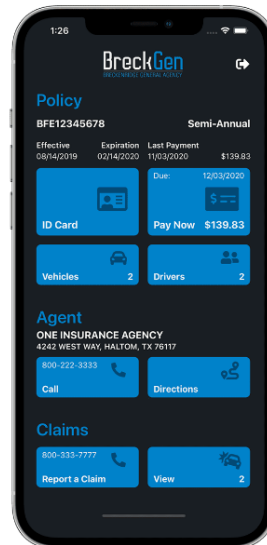 1:26
BreckGen
BRECKENRIDGE GENERAL AGENCY
Policy
BFE12345678 Semi-Annual
Effective Expiration Last Payment
08/14/2019 02/14/2020 11/03/2020 $139.83
Due: 12/03/2020
ID Card Pay Now $139.83
Vehicles 2 Drivers 2
Agent
ONE INSURANCE AGENCY
4242 WEST WAY, HALTOM, TX 76117
800-222-3333
Call Directions
Claims
800-333-7777
Report a Claim View 2